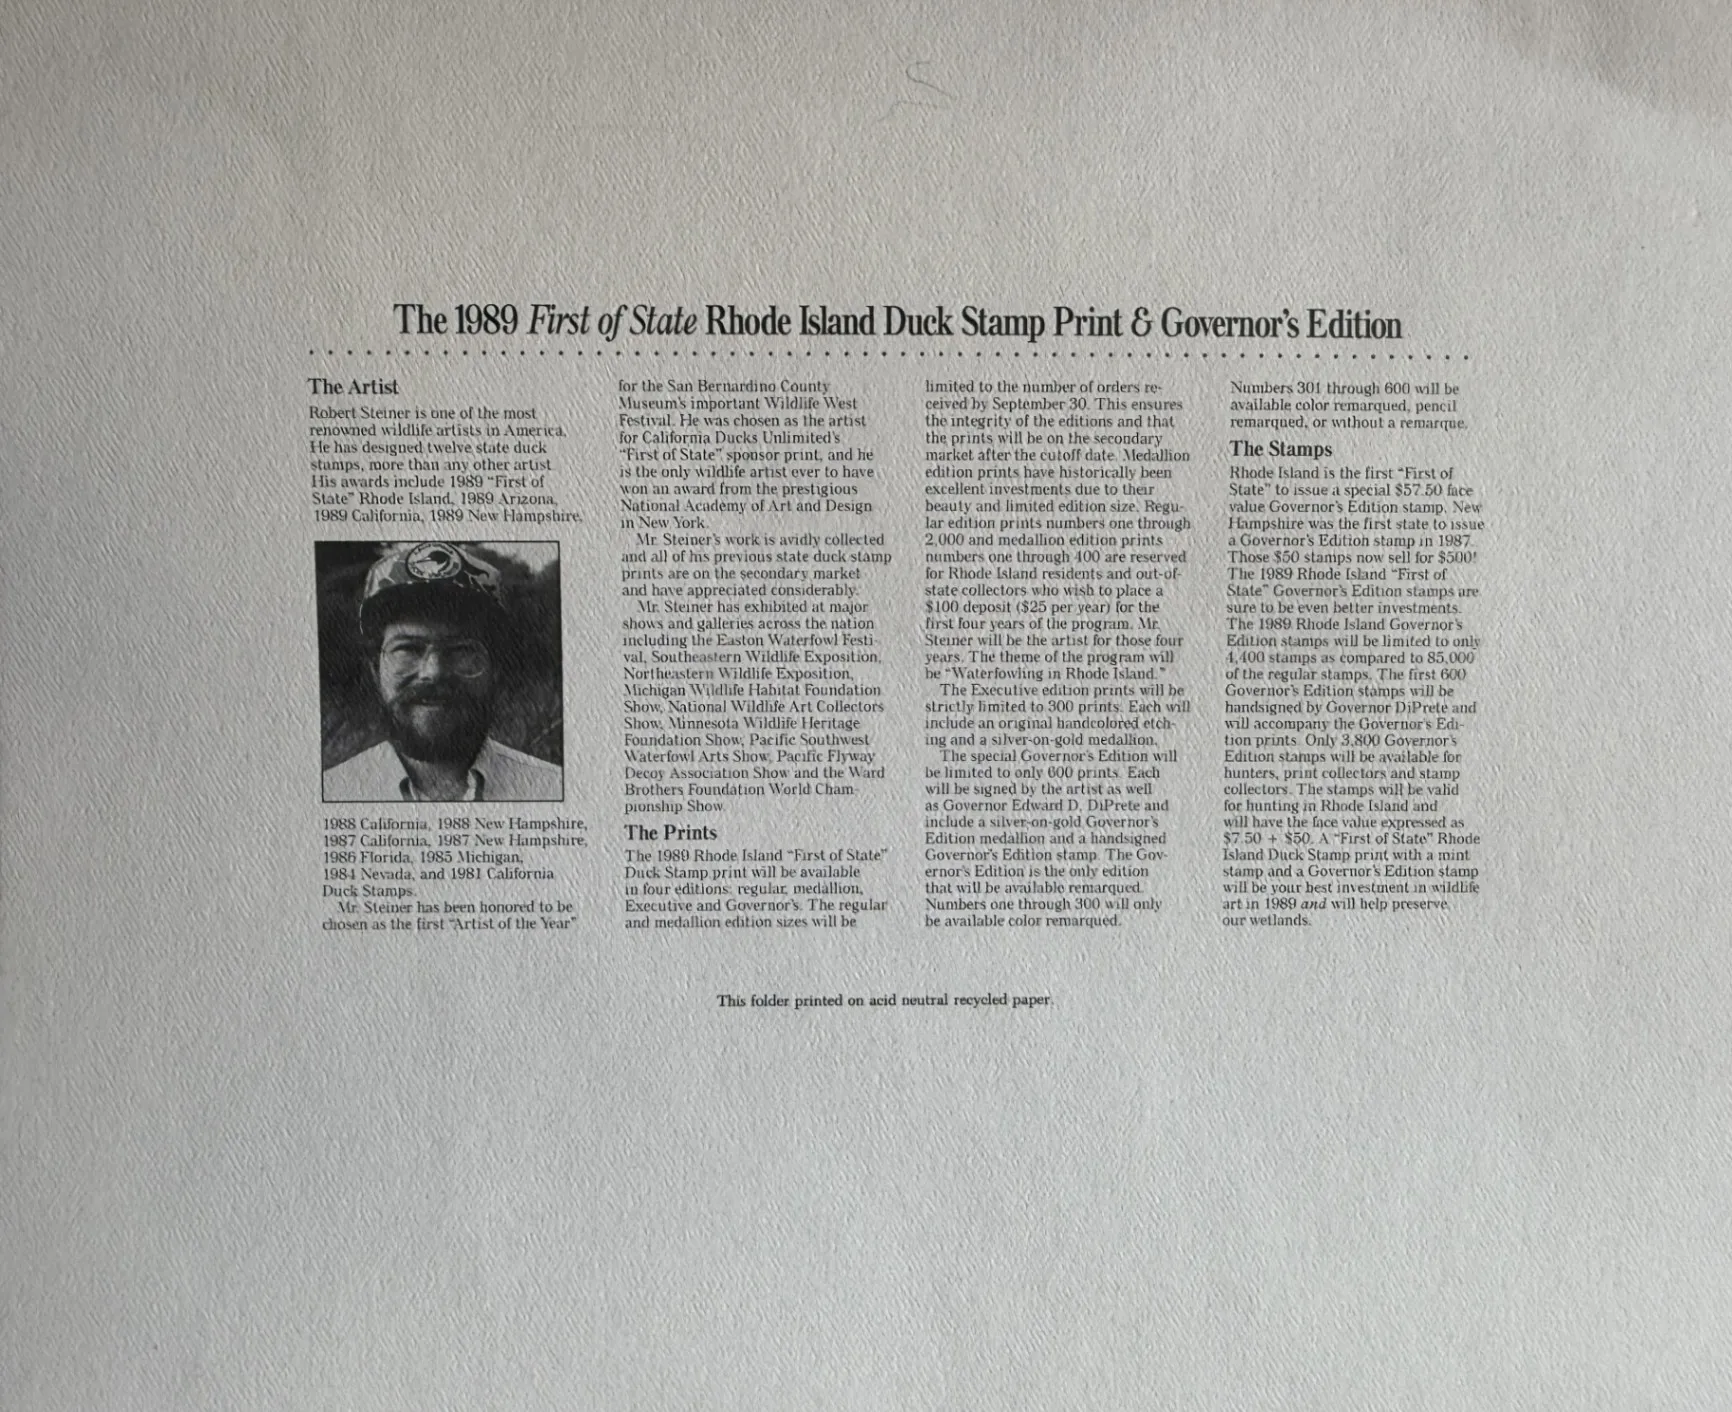 The 1989 First of State Rhode Island Duck Stamp Print & Governor's Edition
The Artist
Robert Steiner is one of the most
renowned wildlife artists in America.
He has designed twelve state duck
stamps, more than any other artist.
His awards include 1989 "First of
State" Rhode Island, 1989 Arizona,
1989 California, 1989 New Hampshire,
1988 California, 1988 New Hampshire,
1987 California, 1987 New Hampshire,
1986 Florida, 1985 Michigan,
1984 Nevada, and 1981 California
Duck Stamps.
Mr. Steiner has been honored to be
chosen as the first "Artist of the Year"
for the San Bernardino County
Museum's important Wildlife West
Festival. He was chosen as the artist
for California Ducks Unlimited's
"First of State" sponsor print, and he
is the only wildlife artist ever to have
won an award from the prestigious
National Academy of Art and Design
in New York.
Mr. Steiner's work is avidly collected
and all of his previous state duck stamp
prints are on the secondary market
and have appreciated considerably.
Mr. Steiner has exhibited at major
shows and galleries across the nation
including the Easton Waterfowl Festi-
val, Southeastern Wildlife Exposition,
Northeastern Wildlife Exposition,
Michigan Wildlife Habitat Foundation
Show, National Wildlife Art Collectors
Show, Minnesota Wildlife Heritage
Foundation Show, Pacific Southwest
Waterfowl Arts Show, Pacific Flyway
Decoy Association Show and the Ward
Brothers Foundation World Cham-
pionship Show.
The Prints
The 1989 Rhode Island "First of State"
Duck Stamp print will be available
in four editions: regular, medallion,
Executive and Governor's. The regular
and medallion edition sizes will be
limited to the number of orders re-
ceived by September 30. This ensures
the integrity of the editions and that
the prints will be on the secondary
market after the cutoff date. Medallion
edition prints have historically been
excellent investments due to their
beauty and limited edition size. Regu-
lar edition prints numbers one through
2,000 and medallion edition prints
numbers one through 400 are reserved
for Rhode Island residents and out-of-
state collectors who wish to place a
$100 deposit ($25 per year) for the
first four years of the program. Mr.
Steiner will be the artist for those four
years. The theme of the program will
be "Waterfowling in Rhode Island."
The Executive edition prints will be
strictly limited to 300 prints. Each will
include an original handcolored etch-
ing and a silver-on-gold medallion.
The special Governor's Edition will
be limited to only 600 prints. Each
will be signed by the artist as well
as Governor Edward D. DiPrete and
include a silver-on-gold Governor's
Edition medallion and a handsigned
Governor's Edition stamp. The Gov-
ernor's Edition is the only edition
that will be available remarqued.
Numbers one through 300 will only
be available color remarqued.
Numbers 301 through 600 will be
available color remarqued, pencil
remarqued, or without a remarque.
The Stamps
Rhode Island is the first "First of
State" to issue a special $57.50 face
value Governor's Edition stamp. New
Hampshire was the first state to issue
a Governor's Edition stamp in 1987.
Those $50 stamps now sell for $500!
The 1989 Rhode Island "First of
State" Governor's Edition stamps are
sure to be even better investments.
The 1989 Rhode Island Governor's
Edition stamps will be limited to only
4,400 stamps as compared to 85,000
of the regular stamps. The first 600
Governor's Edition stamps will be
handsigned by Governor DiPrete and
will accompany the Governor's Edi-
tion prints. Only 3,800 Governor's
Edition stamps will be available for
hunters, print collectors and stamp
collectors. The stamps will be valid
for hunting in Rhode Island and
will have the face value expressed as
$7.50 + $50. A "First of State" Rhode
Island Duck Stamp print with a mint
stamp and a Governor's Edition stamp
will be your best investment in wildlife
art in 1989 and will help preserve
our wetlands.
This folder printed on acid neutral recycled paper.